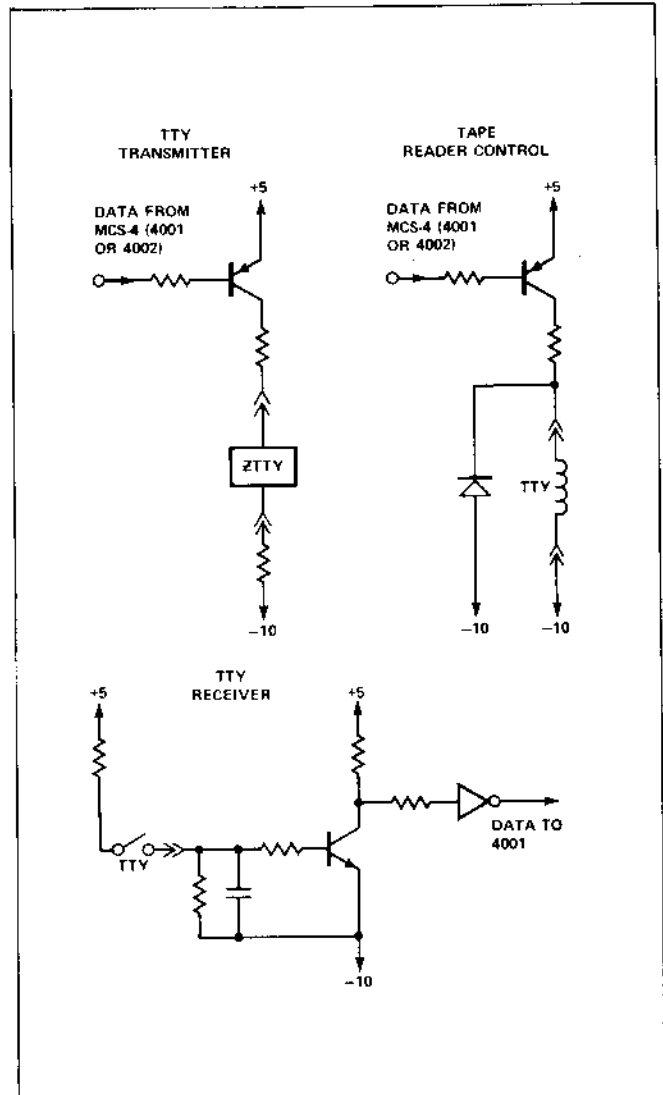 TTY
TRANSMITTER
+5
DATA FROM
MCS-4 (4001
OR 4002)
ZTTY
−10
TAPE
READER CONTROL
+5
DATA FROM
MCS-4 (4001
OR 4002)
TTY
−10
−10
TTY
RECEIVER
+5
+5
TTY
DATA TO
4001
−10